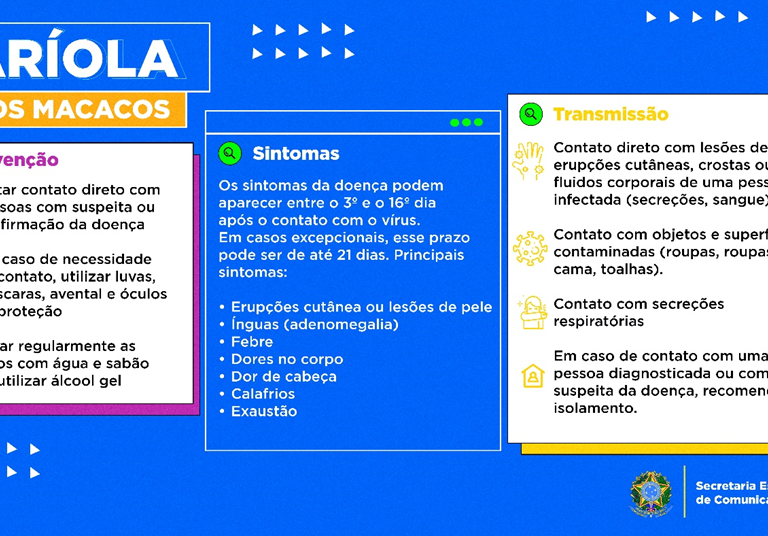 ARÍOLA
OS MACACOS
venção
tar contato direto com
soas com suspeita ou
firmação da doença
caso de necessidade
contato, utilizar luvas,
scaras, avental e óculos
proteção
ar regularmente as
os com água e sabão
utilizar álcool gel
Sintomas
Os sintomas da doença podem
aparecer entre o 3º e o 16º dia
após o contato com o vírus.
Em casos excepcionais, esse prazo
pode ser de até 21 dias. Principais
sintomas:
• Erupções cutânea ou lesões de pele
• Ínguas (adenomegalia)
• Febre
• Dores no corpo
• Dor de cabeça
• Calafrios
• Exaustão
Transmissão
Contato direto com lesões de
erupções cutâneas, crostas ou
fluidos corporais de uma pess
infectada (secreções, sangue)
Contato com objetos e superf
contaminadas (roupas, roupas
cama, toalhas).
Contato com secreções
respiratórias
Em caso de contato com uma
pessoa diagnosticada ou com
suspeita da doença, recomen
isolamento.
Secretaria Es
de Comunica